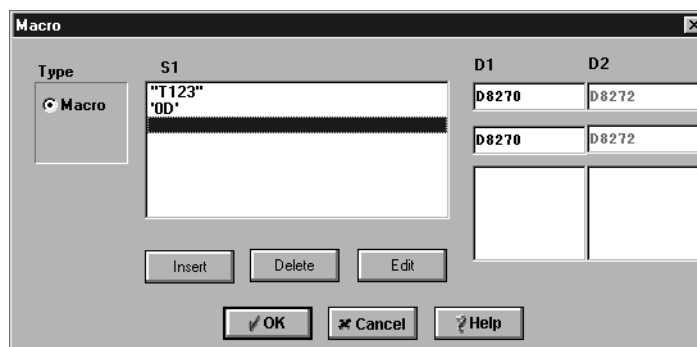 Macro
Type
Macro
S1
"T123"
'0D'
D1
D2
D8270
D8272
D8270
D8272
Insert
Delete
Edit
OK
Cancel
Help